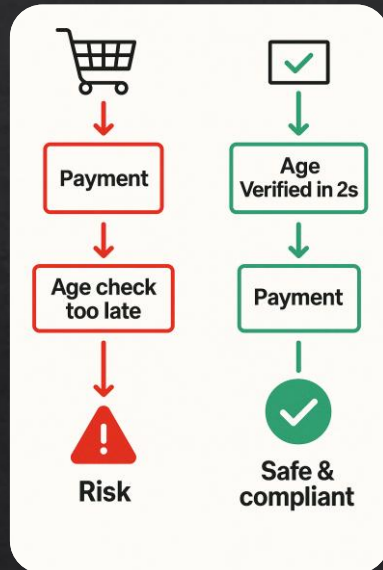 Payment
Age check
too late
Risk
Age
Verified in 2s
Payment
Safe &
compliant